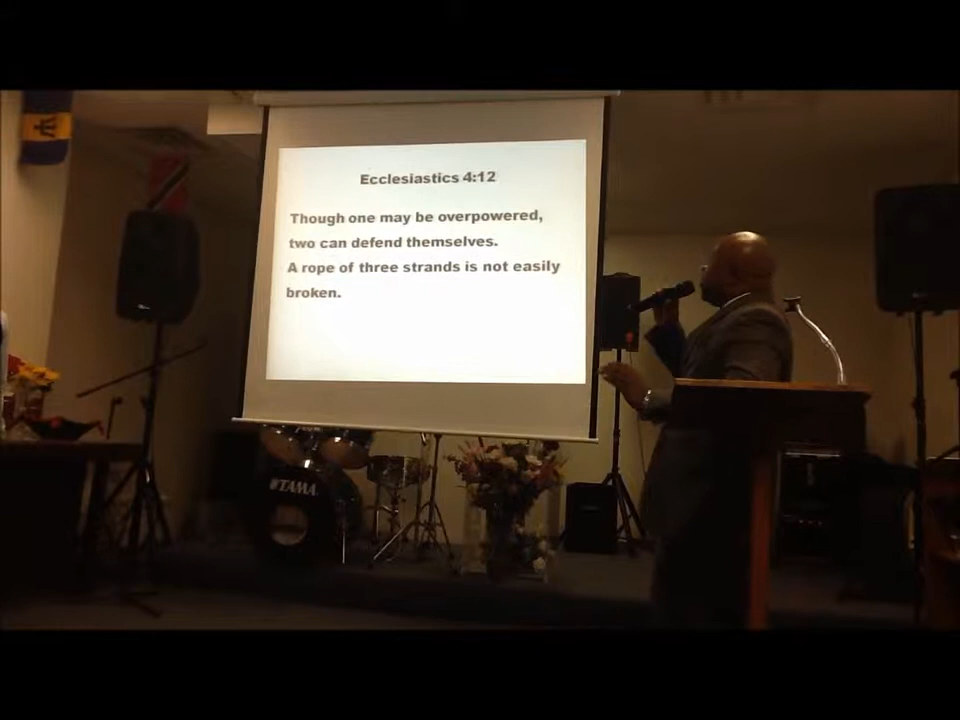 Ecclesiastics 4:12
Though one may be overpowered,
two can defend themselves.
A rope of three strands is not easily
broken.
TAMA